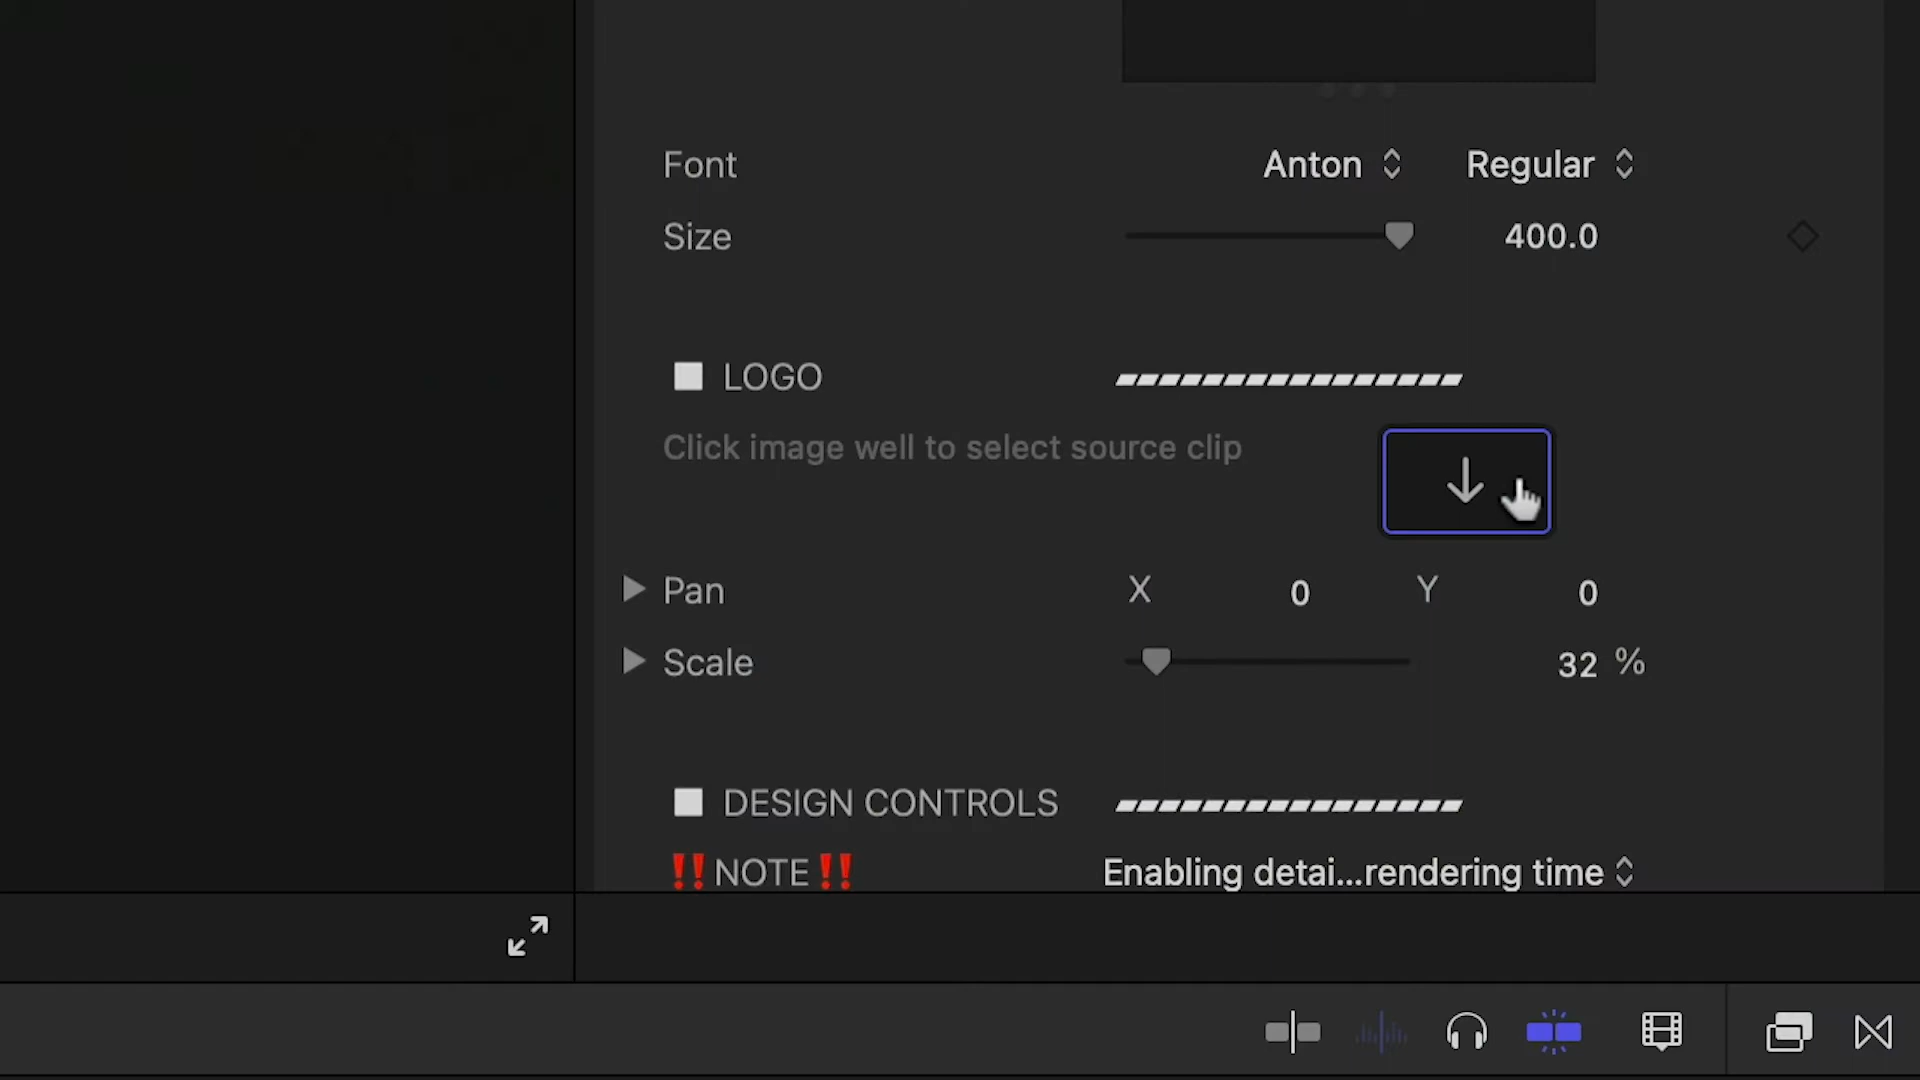 Font Anton Regular
Size 400.0
LOGO
Click image well to select source clip
Pan X 0 Y 0
Scale 32 %
DESIGN CONTROLS
‼️NOTE‼️ Enabling detai...rendering time